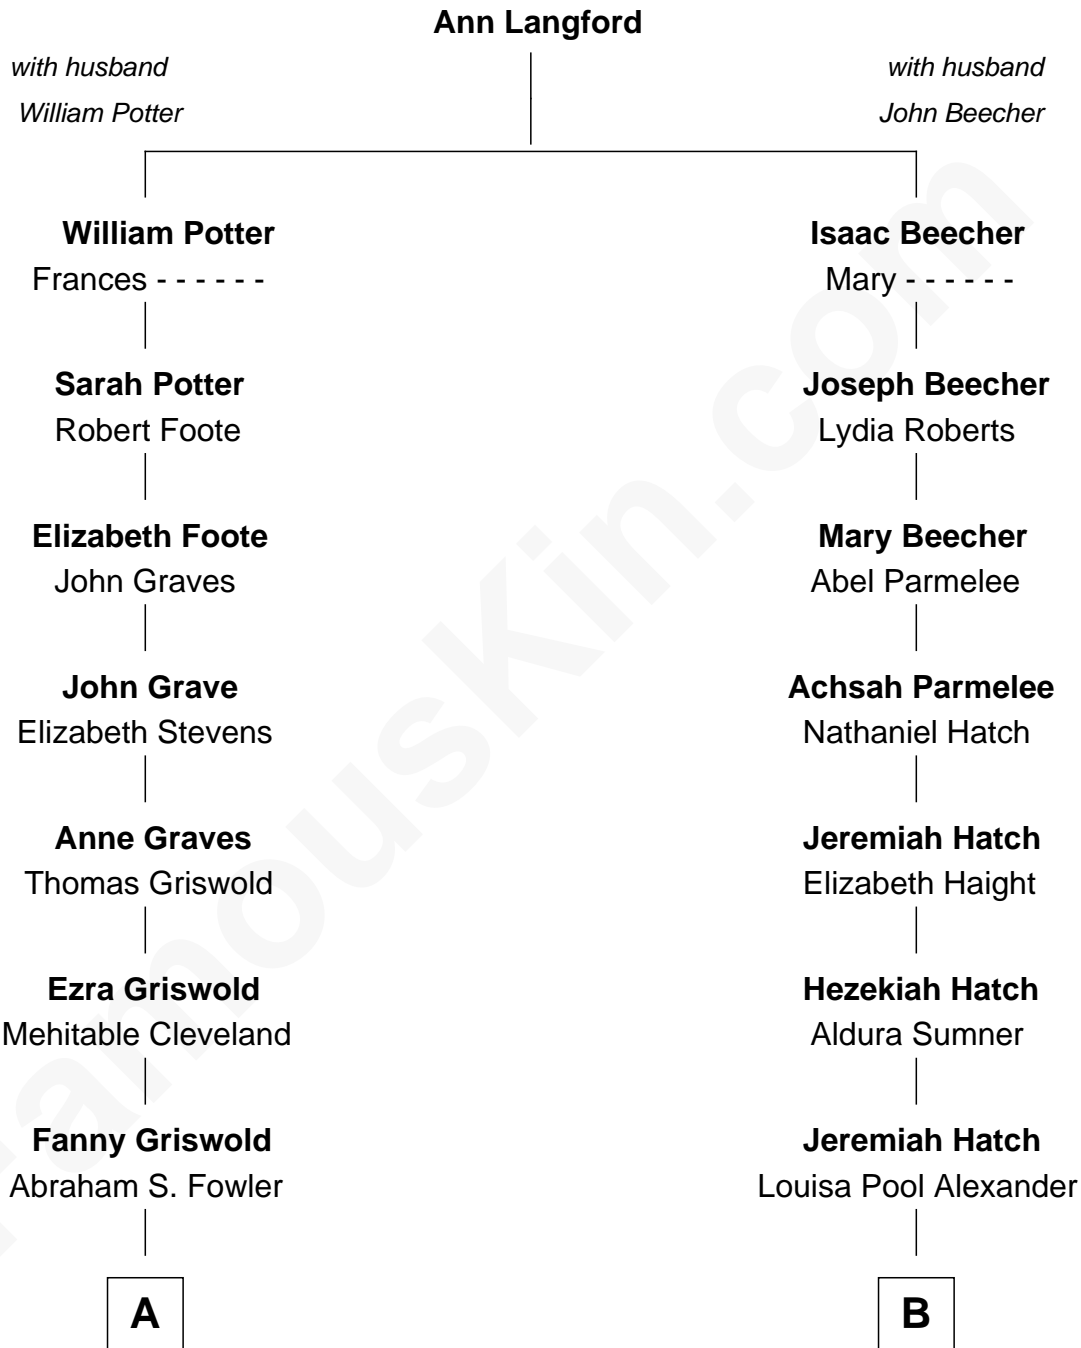 Ann Langford
with husband
William Potter
with husband
John Beecher
William Potter
Frances - - - - - -
Isaac Beecher
Mary - - - - - -
Sarah Potter
Robert Foote
Joseph Beecher
Lydia Roberts
Elizabeth Foote
John Graves
Mary Beecher
Abel Parmelee
John Grave
Elizabeth Stevens
Achsah Parmelee
Nathaniel Hatch
Anne Graves
Thomas Griswold
Jeremiah Hatch
Elizabeth Haight
Ezra Griswold
Mehitable Cleveland
Hezekiah Hatch
Aldura Sumner
Fanny Griswold
Abraham S. Fowler
Jeremiah Hatch
Louisa Pool Alexander
A
B
FamousKin.com